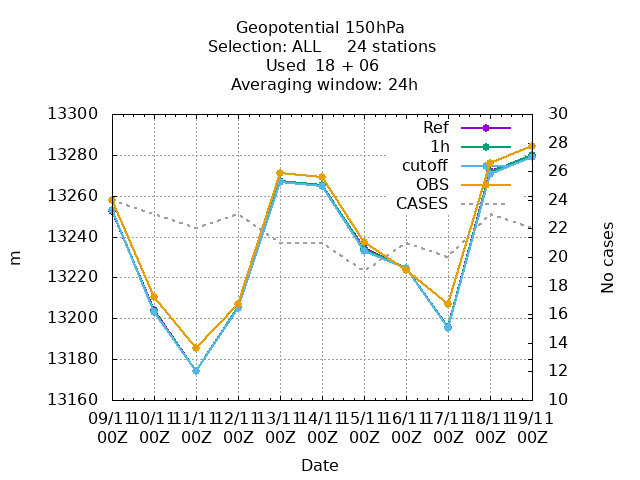 Geopotential 150hPa
Selection: ALL     24 stations
Used  18 + 06
Averaging window: 24h
Ref
1h
cutoff
OBS
CASES
13300
13280
13260
13240
13220
13200
13180
13160
m
30
28
26
24
22
20
18
16
14
12
10
No cases
09/11 10/11 11/11 12/11 13/11 14/11 15/11 16/11 17/11 18/11 19/11
00Z 00Z 00Z 00Z 00Z 00Z 00Z 00Z 00Z 00Z 00Z
Date